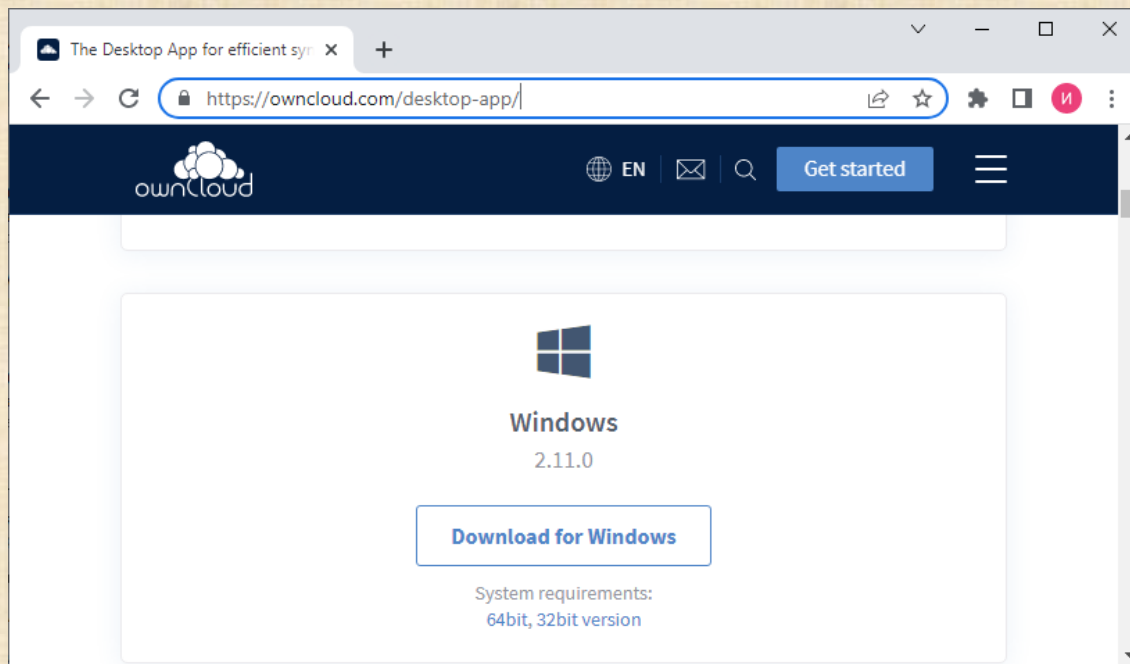 The Desktop App for efficient syn
https://owncloud.com/desktop-app/
И
ownCloud
EN
Get started
Windows
2.11.0
Download for Windows
System requirements:
64bit, 32bit version